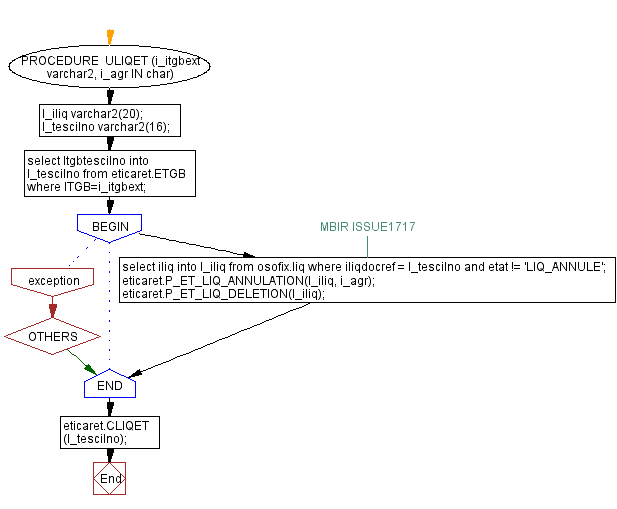 PROCEDURE ULIQET (i_itgbext
varchar2, i_agr IN char)
l_iliq varchar2(20);
l_tescilno varchar2(16);
select Itgbtescilno into
l_tescilno from eticaret.ETGB
where ITGB=i_itgbext;
BEGIN
MBIR ISSUE1717
select iliq into l_iliq from osofix.liq where iliqdocref = l_tescilno and etat != 'LIQ_ANNULE';
eticaret.P_ET_LIQ_ANNULATION(l_iliq, i_agr);
eticaret.P_ET_LIQ_DELETION(l_iliq);
exception
OTHERS
END
eticaret.CLIQET
(l_tescilno);
End